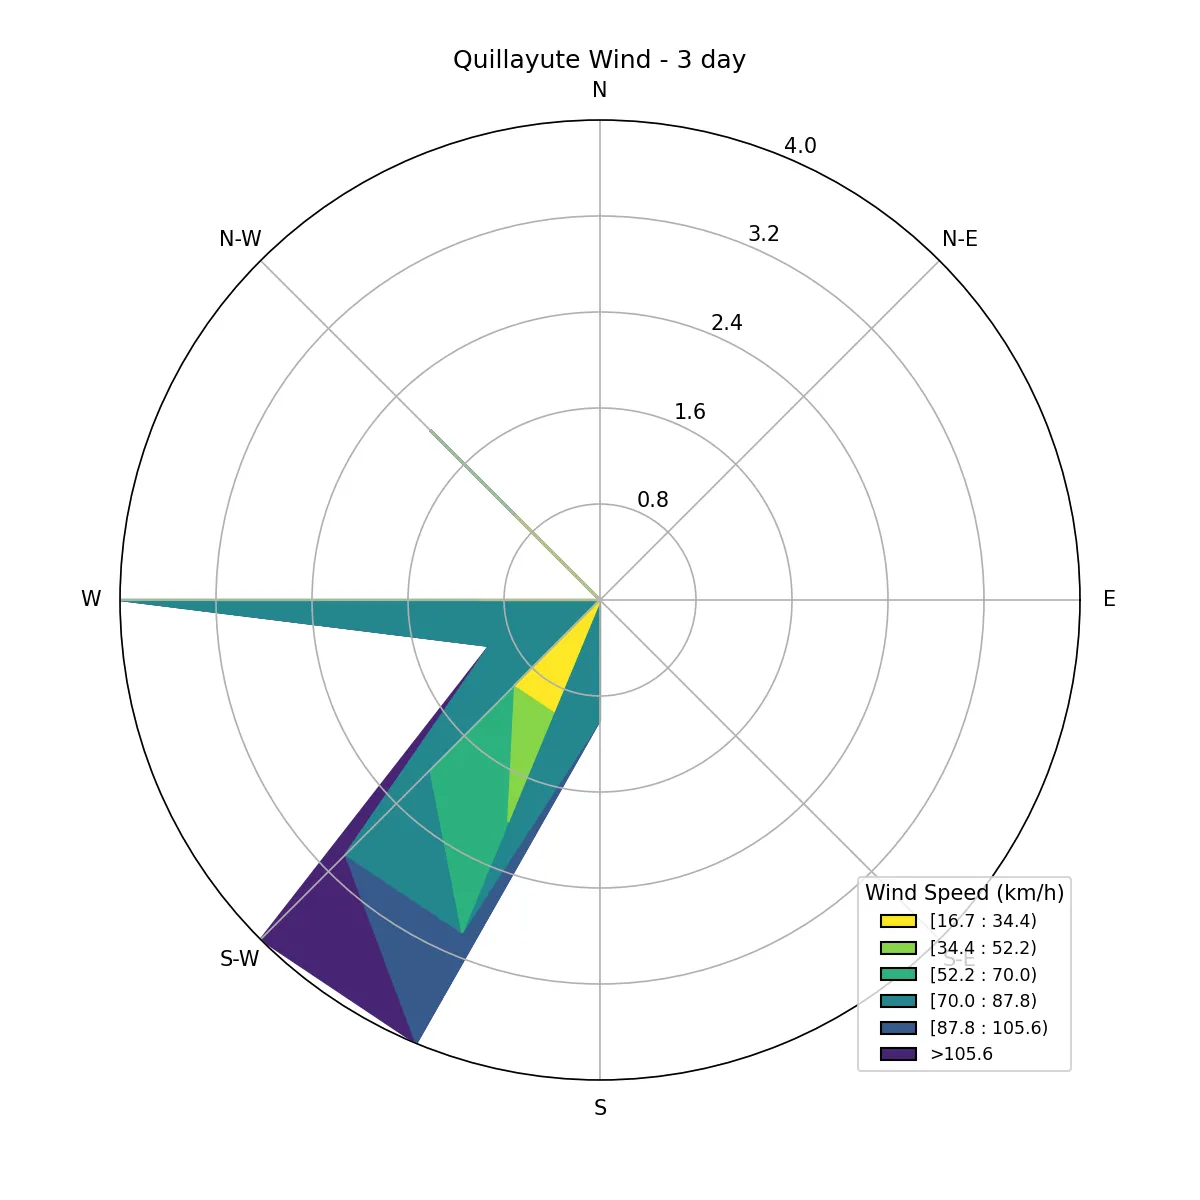 Quillayute Wind - 3 day
N
4.0
N-W
3.2
N-E
2.4
1.6
0.8
W
E
Wind Speed (km/h)
[16.7 : 34.4)
[34.4 : 52.2)
S-W
S-E
[52.2 : 70.0)
[70.0 : 87.8)
[87.8 : 105.6)
>105.6
S